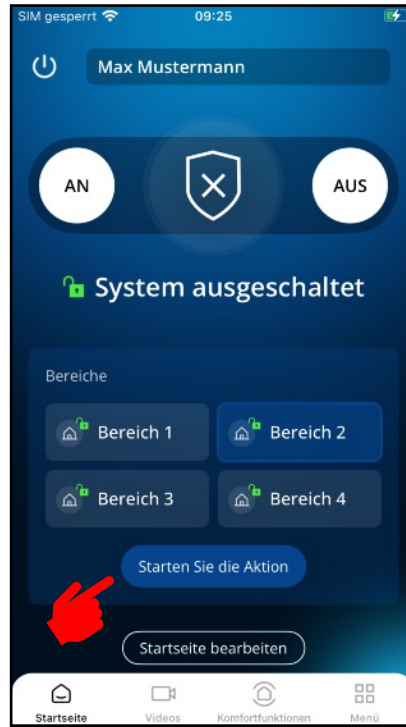 SIM gesperrt 09:25
Max Mustermann
AN AUS
System ausgeschaltet
Bereiche
Bereich 1 Bereich 2
Bereich 3 Bereich 4
Starten Sie die Aktion
Startseite bearbeiten
Startseite Videos Komfortfunktionen Menü